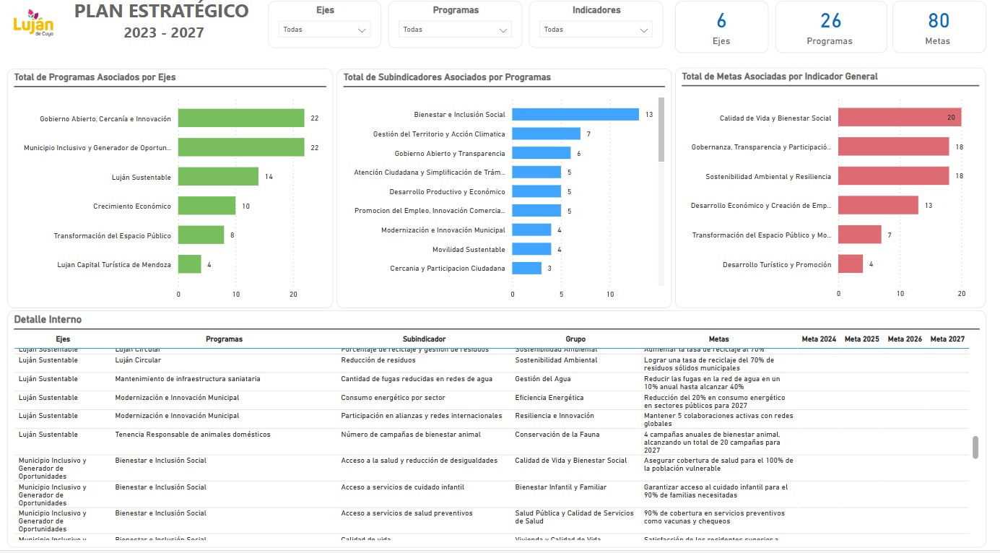 Luján
de Cuyo
PLAN ESTRATÉGICO
2023 - 2027
Ejes
Todas
Programas
Todas
Indicadores
Todas
6
Ejes
26
Programas
80
Metas
Total de Programas Asociados por Ejes
Gobierno Abierto, Cercanía e Innovación 22
Municipio Inclusivo y Generador de Oportun... 22
Luján Sustentable 14
Crecimiento Económico 10
Transformación del Espacio Público 8
Lujan Capital Turística de Mendoza 4
0 10 20
Total de Subindicadores Asociados por Programas
Bienestar e Inclusión Social 13
Gestión del Territorio y Acción Climatica 7
Gobierno Abierto y Transparencia 6
Atención Ciudadana y Simplificación de Trám... 5
Desarrollo Productivo y Económico 5
Promocion del Empleo, Innovación Comercia... 5
Modernización e Innovación Municipal 4
Movilidad Sustentable 4
Cercania y Participacion Ciudadana 3
0 5 10
Total de Metas Asociadas por Indicador General
Calidad de Vida y Bienestar Social 20
Gobernanza, Transparencia y Participació... 18
Sostenibilidad Ambiental y Resiliencia 18
Desarrollo Económico y Creación de Emp... 13
Transformación del Espacio Público y Mo... 7
Desarrollo Turístico y Promoción 4
0 10 20
Detalle Interno
Ejes Programas Subindicador Grupo Metas Meta 2024 Meta 2025 Meta 2026 Meta 2027
Luján Sustentable Luján Circular Porcentaje de reciclaje y gestión de residuos Sostenibilidad Ambiental Aumentar la tasa de reciclaje al 70%
Luján Sustentable Luján Circular Reducción de residuos Sostenibilidad Ambiental Lograr una tasa de reciclaje del 70% de
residuos sólidos municipales
Luján Sustentable Mantenimiento de infraestructura saniataria Cantidad de fugas reducidas en redes de agua Gestión del Agua Reducir las fugas en la red de agua en un
10% anual hasta alcanzar 40%
Luján Sustentable Modernización e Innovación Municipal Consumo energético por sector Eficiencia Energética Reducción del 20% en consumo energético
en sectores públicos para 2027
Luján Sustentable Modernización e Innovación Municipal Participación en alianzas y redes internacionales Resiliencia e Innovación Mantener 5 colaboraciones activas con redes
globales
Luján Sustentable Tenencia Responsable de animales domésticos Número de campañas de bienestar animal Conservación de la Fauna 4 campañas anuales de bienestar animal,
alcanzando un total de 20 campañas para
2027
Municipio Inclusivo y Bienestar e Inclusión Social Acceso a la salud y reducción de desigualdades Calidad de Vida y Bienestar Social Asegurar cobertura de salud para el 100% de
Generador de la población vulnerable
Oportunidades
Municipio Inclusivo y Bienestar e Inclusión Social Acceso a servicios de cuidado infantil Bienestar Infantil y Familiar Garantizar acceso al cuidado infantil para el
Generador de 90% de familias necesitadas
Oportunidades
Municipio Inclusivo y Bienestar e Inclusión Social Acceso a servicios de salud preventivos Salud Pública y Calidad de Servicios 90% de cobertura en servicios preventivos
Generador de de Salud como vacunas y chequeos
Oportunidades
Municipio Inclusivo y Bienestar e Inclusión Social Calidad de vida Vivienda y Calidad de Vida Satisfacción de los residentes superior a